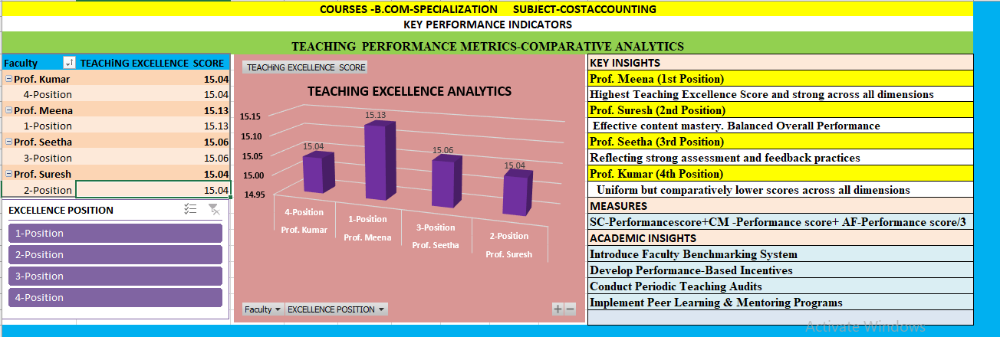 COURSES -B.COM-SPECIALIZATION SUBJECT-COSTACCOUNTING
KEY PERFORMANCE INDICATORS
TEACHING PERFORMANCE METRICS-COMPARATIVE ANALYTICS
Faculty TEACHiNG EXCELLENCE SCORE
Prof. Kumar 15.04
4-Position 15.04
Prof. Meena 15.13
1-Position 15.13
Prof. Seetha 15.06
3-Position 15.06
Prof. Suresh 15.04
2-Position 15.04
EXCELLENCE POSITION
1-Position
2-Position
3-Position
4-Position
TEACHiNG EXCELLENCE SCORE
TEACHING EXCELLENCE ANALYTICS
15.15
15.10
15.05
15.00
14.95
15.04
15.13
15.06
15.04
4-Position
Prof. Kumar
1-Position
Prof. Meena
3-Position
Prof. Seetha
2-Position
Prof. Suresh
Faculty EXCELLENCE POSITION
KEY INSIGHTS
Prof. Meena (1st Position)
Highest Teaching Excellence Score and strong across all dimensions
Prof. Suresh (2nd Position)
Effective content mastery. Balanced Overall Performance
Prof. Seetha (3rd Position)
Reflecting strong assessment and feedback practices
Prof. Kumar (4th Position)
Uniform but comparatively lower scores across all dimensions
MEASURES
SC-Performancescore+CM -Performance score+ AF-Performance score/3
ACADEMIC INSIGHTS
Introduce Faculty Benchmarking System
Develop Performance-Based Incentives
Conduct Periodic Teaching Audits
Implement Peer Learning & Mentoring Programs
Activate Windows